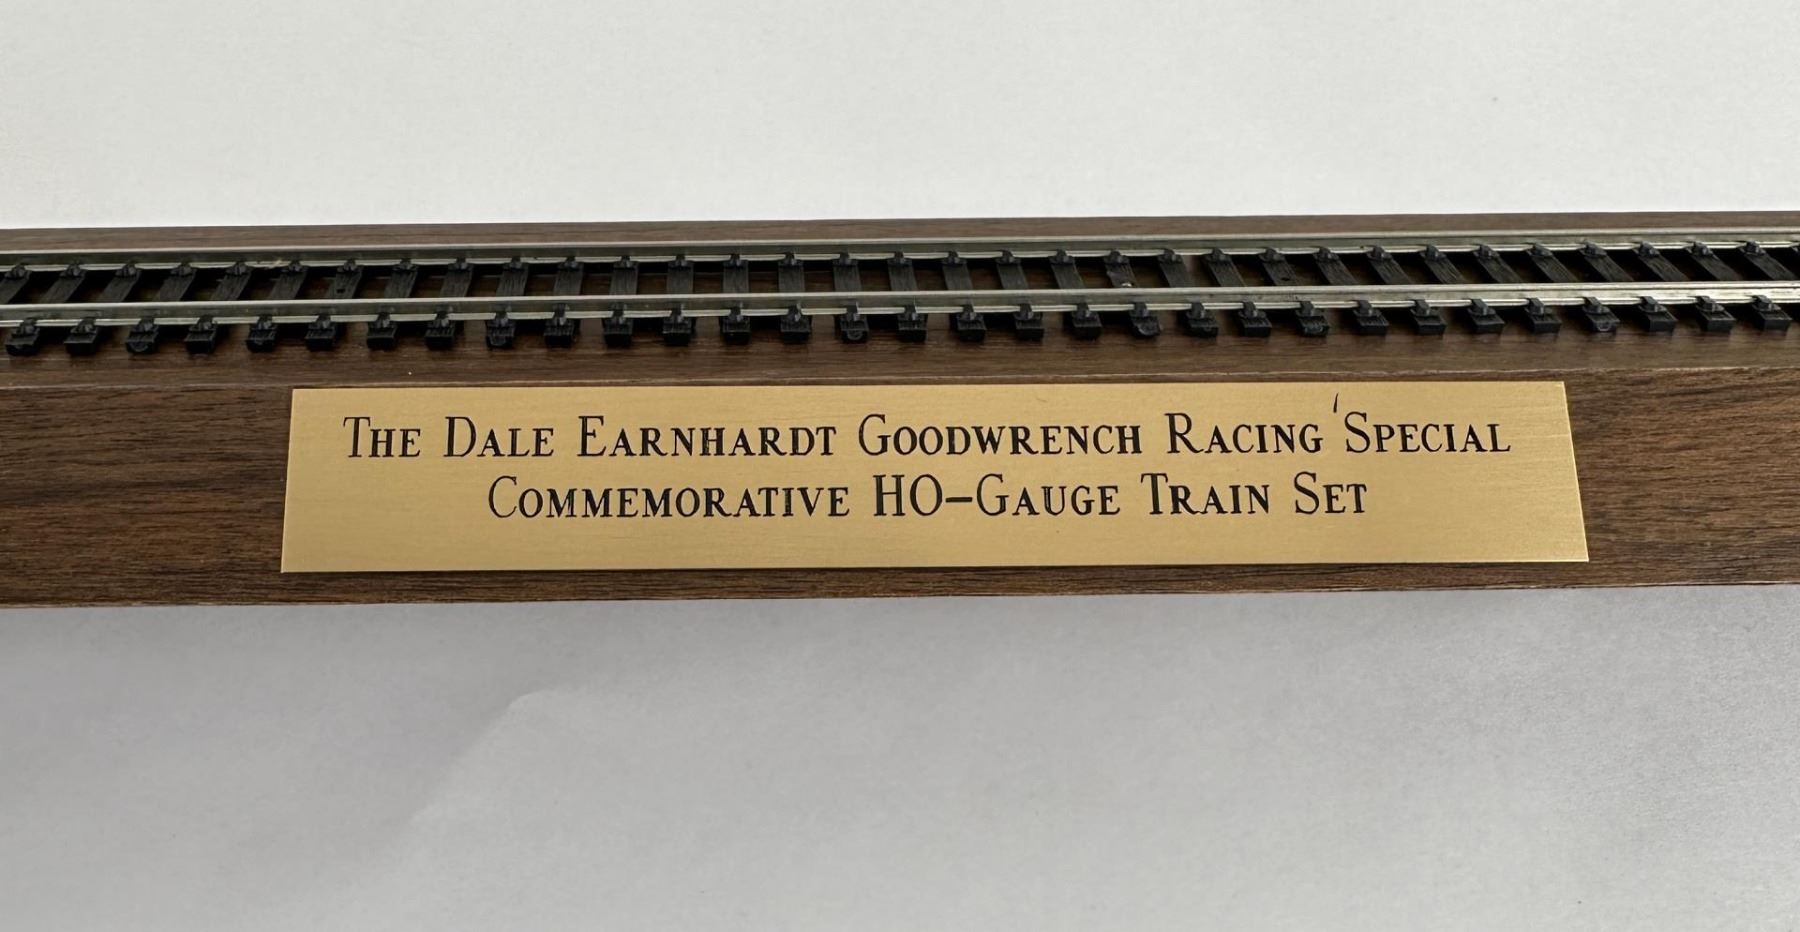 The Dale Earnhardt Goodwrench Racing 'Special
Commemorative HO-Gauge Train Set